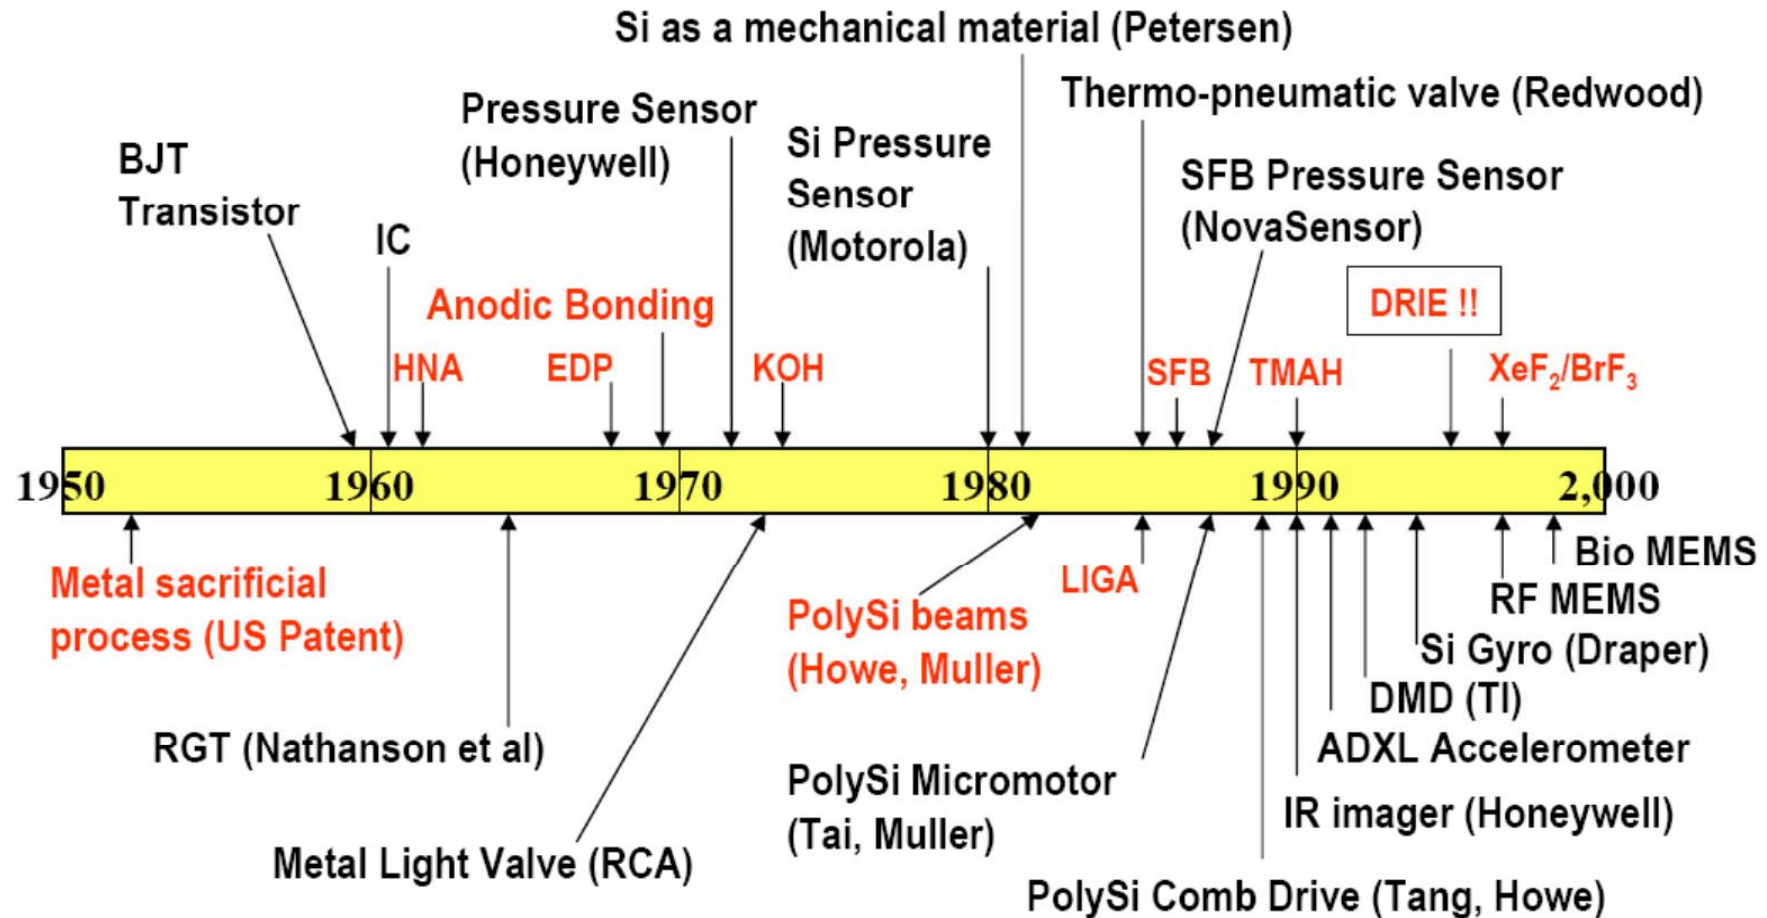 Si as a mechanical material (Petersen)
Thermo-pneumatic valve (Redwood)
Pressure Sensor
(Honeywell)
Si Pressure
Sensor
(Motorola)
BJT
Transistor
SFB Pressure Sensor
(NovaSensor)
IC
Anodic Bonding
DRIE !!
HNA
EDP
KOH
SFB
TMAH
XeF₂/BrF₃
1950
1960
1970
1980
1990
2,000
Metal sacrificial
process (US Patent)
PolySi beams
(Howe, Muller)
LIGA
Bio MEMS
RF MEMS
Si Gyro (Draper)
DMD (TI)
ADXL Accelerometer
IR imager (Honeywell)
RGT (Nathanson et al)
PolySi Micromotor
(Tai, Muller)
Metal Light Valve (RCA)
PolySi Comb Drive (Tang, Howe)